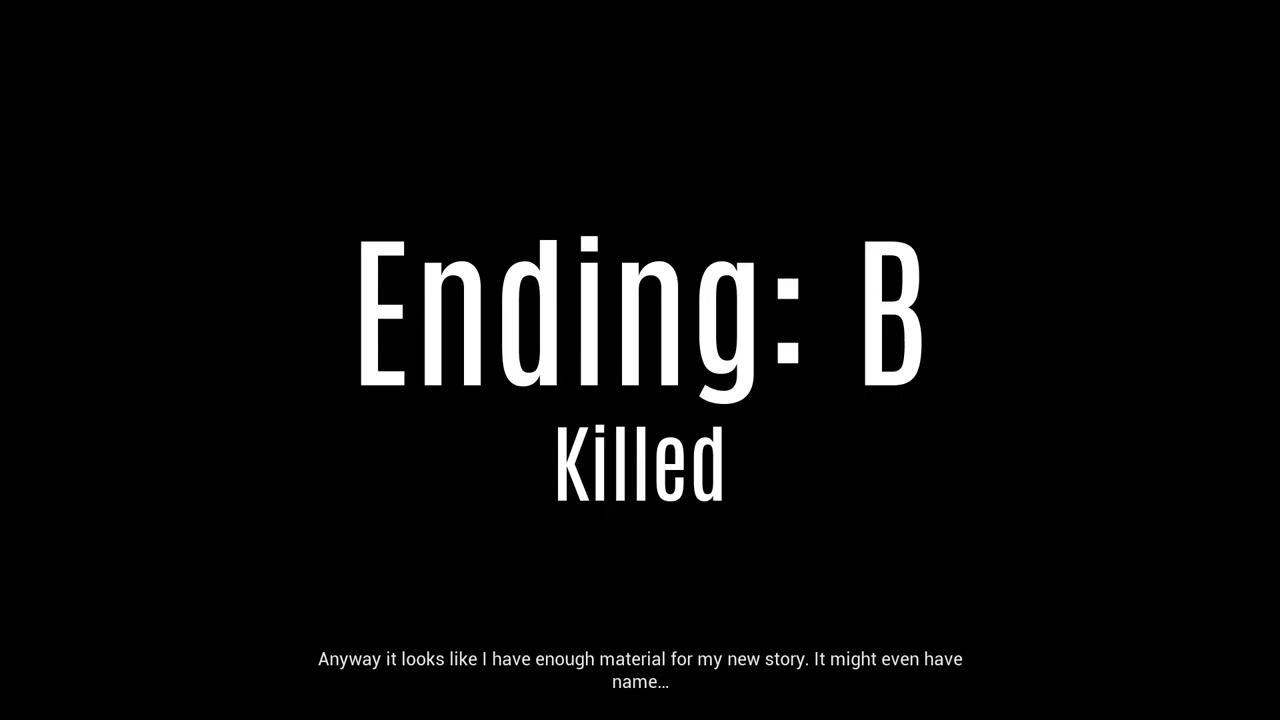 Ending: B
Killed
Anyway it looks like I have enough material for my new story. It might even have
name...